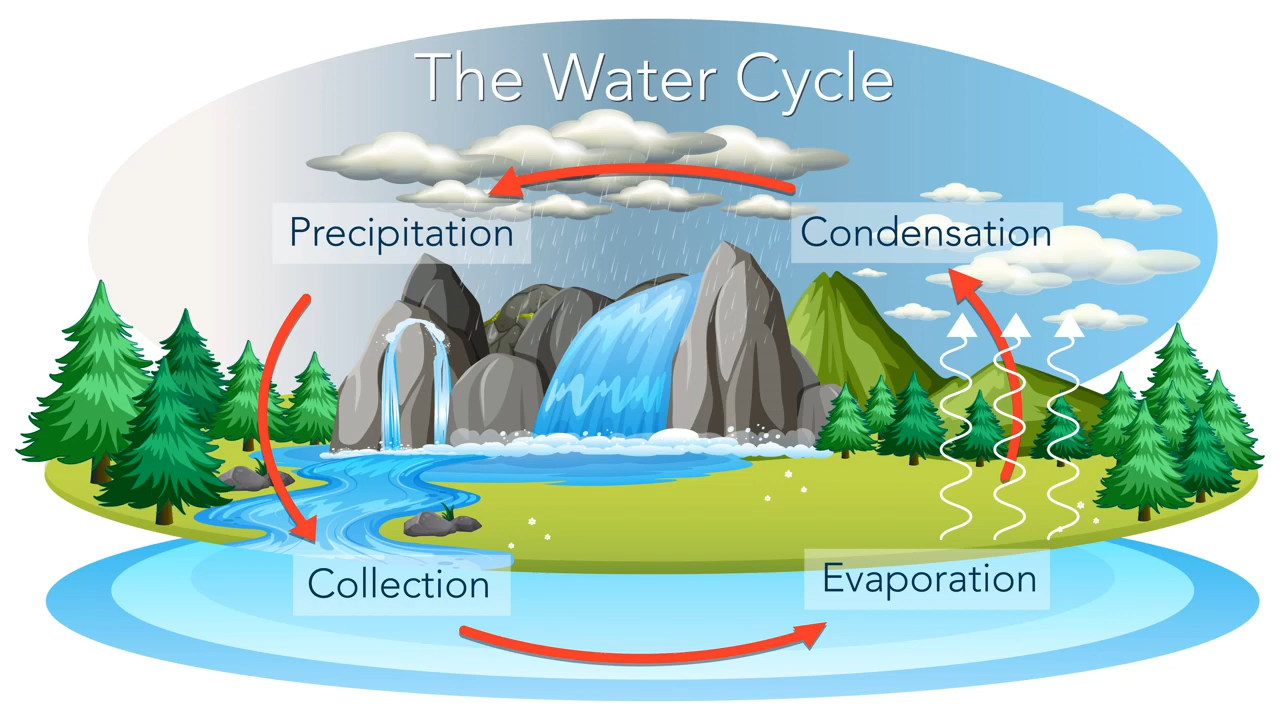 The Water Cycle
Precipitation
Condensation
Collection
Evaporation